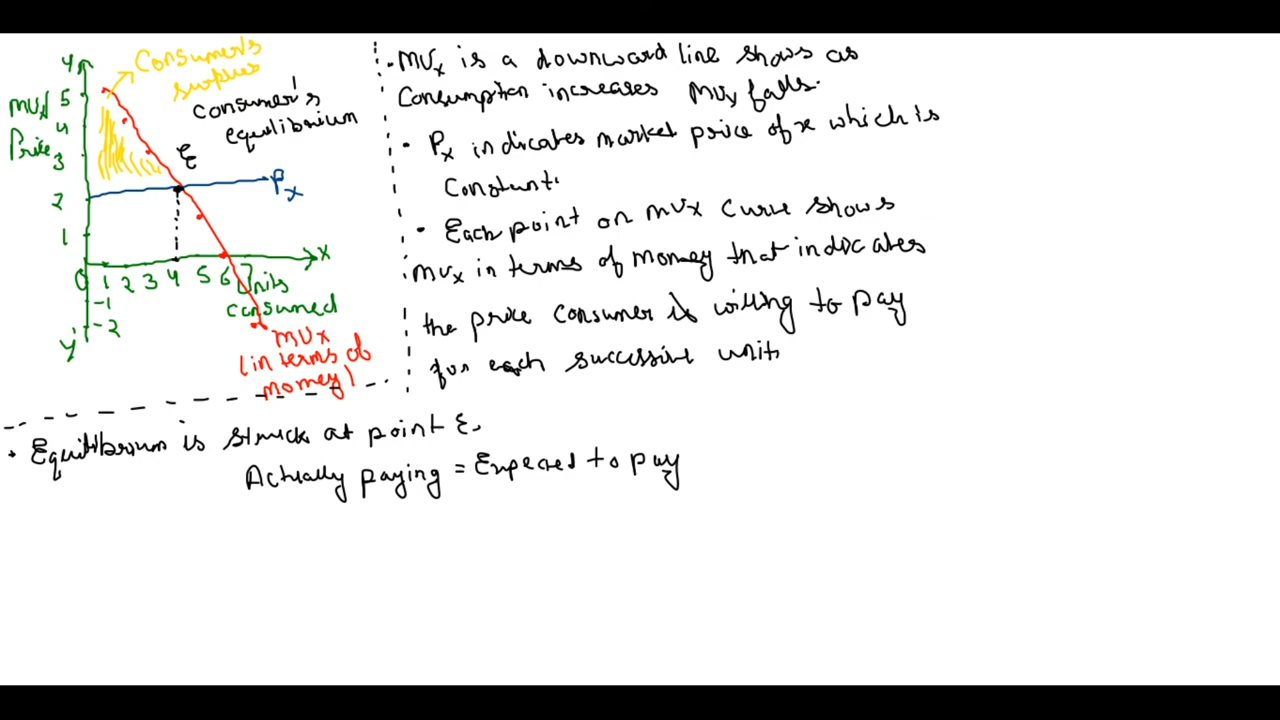 Y
Consumer's
surplus
MUx/
Price
5
4
3
2
1
Consumer's
equilibrium
E
Px
X
0 1 2 3 4 5 6 7
Units
consumed
-1
-2
Y'
MUx
(in terms of
money)
• MUx is a downward line shows as
Consumption increases MUx falls.
• Px indicates market price of x which is
Constant.
• Each point on MUx curve shows
MUx in terms of money that indicates
the price consumer is willing to pay
for each successive unit
• Equilibrium is struck at point E.
Actually paying = Expected to pay